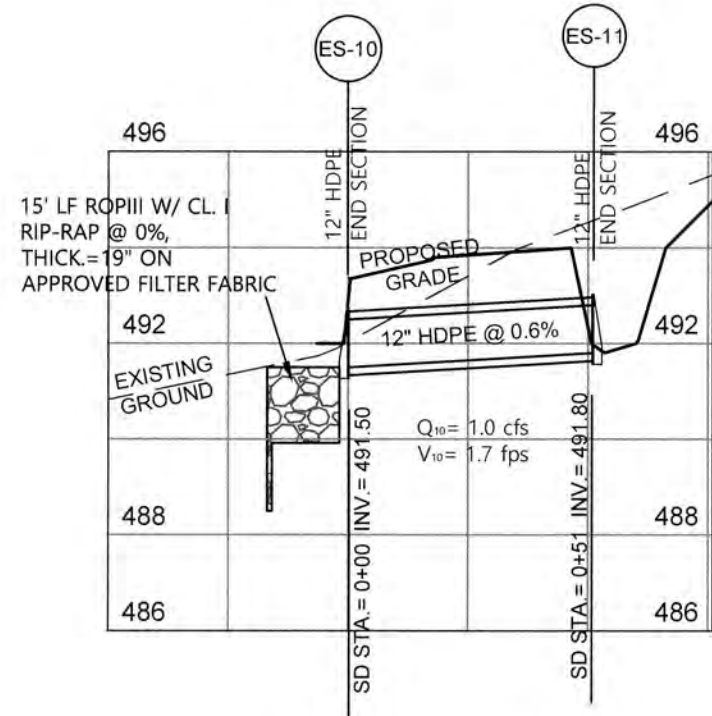 ES-10
ES-11
496
496
12" HDPE
END SECTION
12" HDPE
END SECTION
15' LF ROPIII W/ CL. I
RIP-RAP @ 0%,
THICK.=19" ON
APPROVED FILTER FABRIC
PROPOSED
GRADE
492
492
12" HDPE @ 0.6%
EXISTING
GROUND
Q₁₀= 1.0 cfs
V₁₀= 1.7 fps
488
488
486
486
SD STA.= 0+00 INV.= 491.50
SD STA.= 0+51 INV.= 491.80